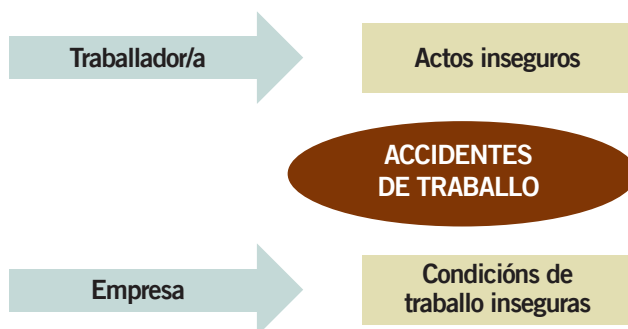 Traballador/a
Actos inseguros
ACCIDENTES
DE TRABALLO
Empresa
Condicións de
traballo inseguras